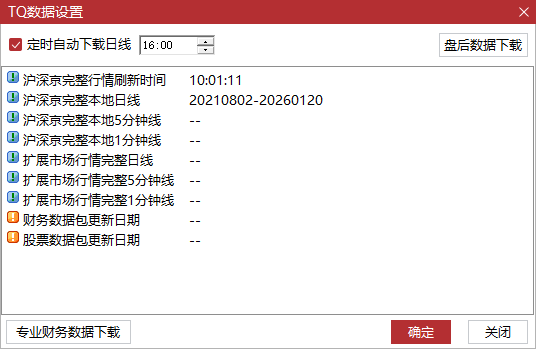 TQ数据设置
定时自动下载日线 16:00 盘后数据下载
沪深京完整行情刷新时间 10:01:11
沪深京完整本地日线 20210802-20260120
沪深京完整本地5分钟线 --
沪深京完整本地1分钟线 --
扩展市场行情完整日线 --
扩展市场行情完整5分钟线 --
扩展市场行情完整1分钟线 --
财务数据包更新日期 --
股票数据包更新日期 --
专业财务数据下载 确定 关闭